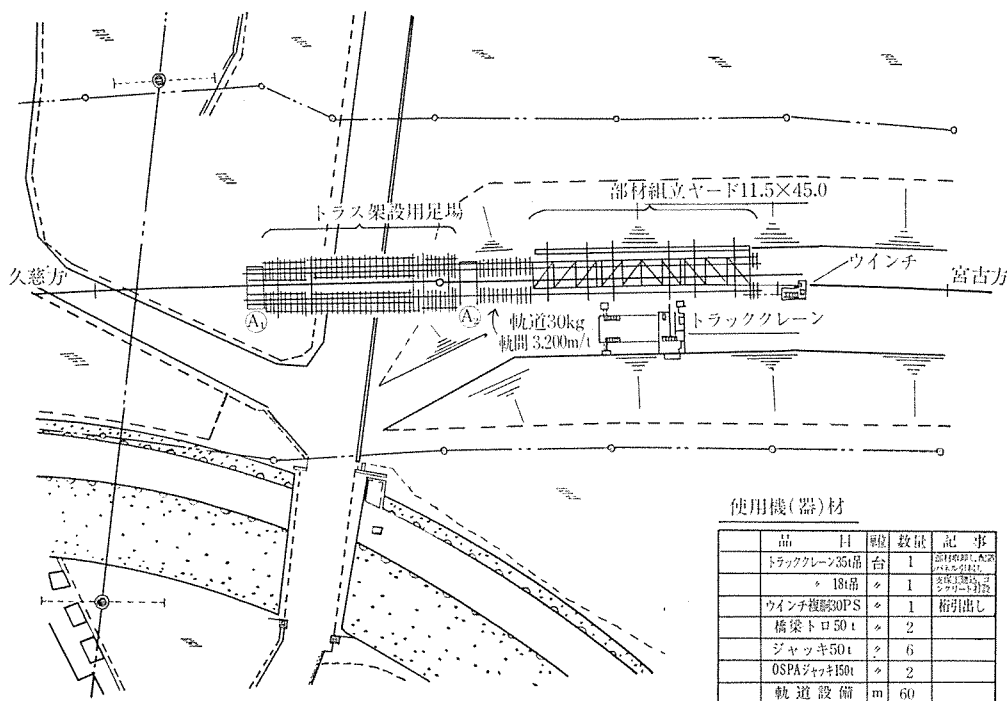 部材組立ヤード11.5×45.0
トラス架設用足場
久慈方
ウインチ
宮古方
A₁
A₂
軌道30kg
軌間 3.200m/t
トラッククレーン
使用機(器)材
品 目 単位 数量 記 事
トラッククレーン35t吊 台 1
〃 18t吊 〃 1
ウインチ複胴30PS 〃 1 桁引出し
橋梁トロ50t 〃 2
ジャッキ50t 〃 6
OSPAジャッキ150t 〃 2
軌道設備 m 60